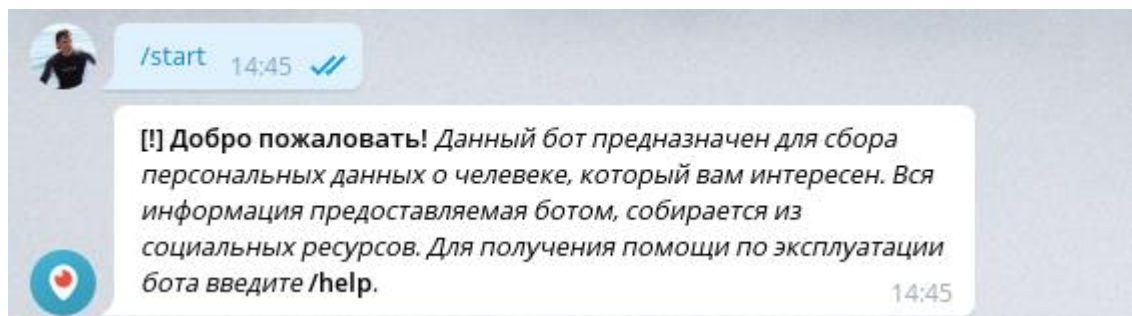 /start 14:45
[!] Добро пожаловать! Данный бот предназначен для сбора
персональных данных о челевеке, который вам интересен. Вся
информация предоставляемая ботом, собирается из
социальных ресурсов. Для получения помощи по эксплуатации
бота введите /help.
14:45